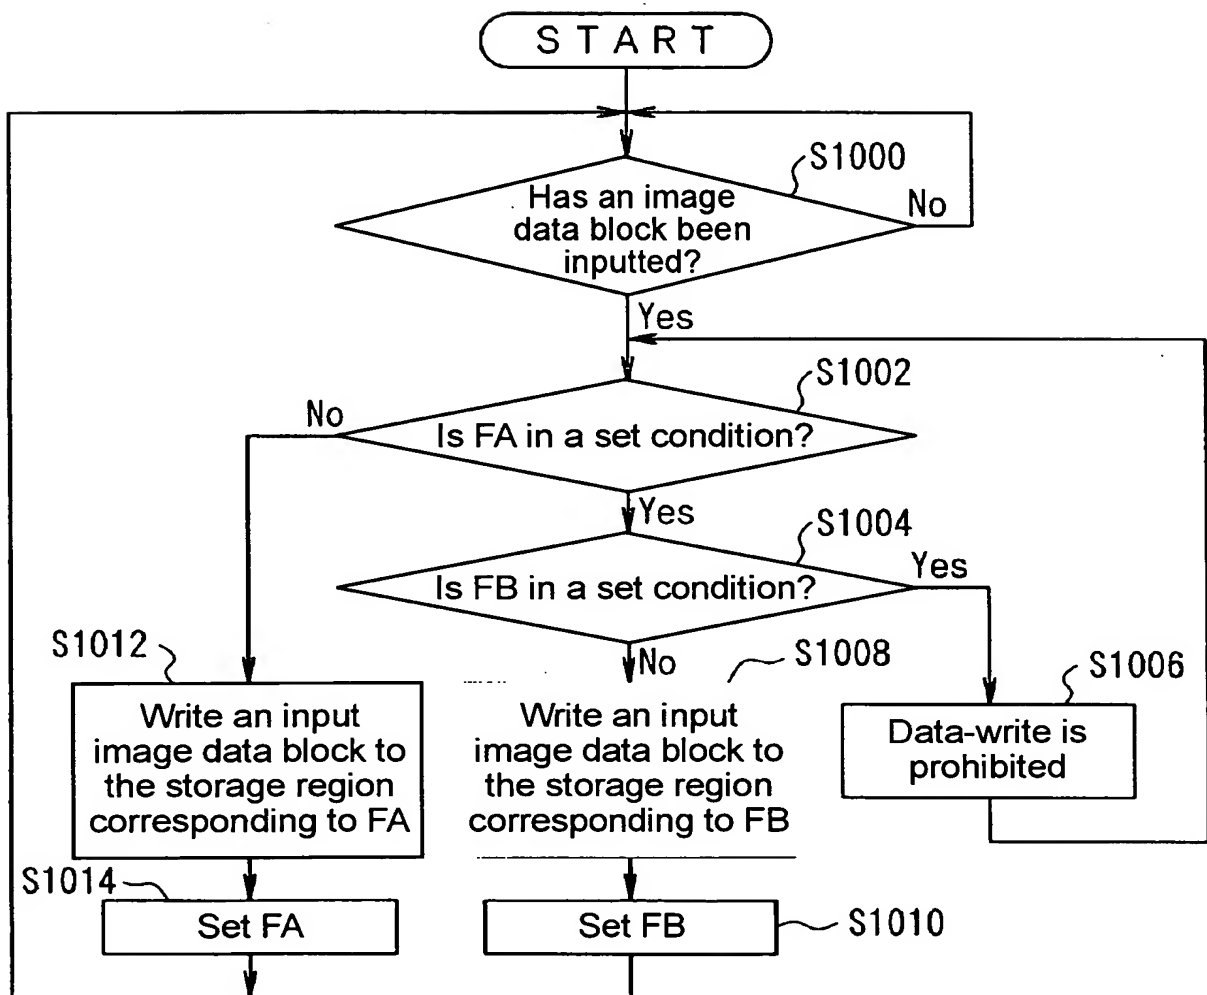 START
S1000
Has an image
data block been
inputted?
No
Yes
S1002
No
Is FA in a set condition?
Yes
S1004
Is FB in a set condition?
Yes
S1012
No
S1008
S1006
Write an input
image data block to
the storage region
corresponding to FA
Write an input
image data block to
the storage region
corresponding to FB
Data-write is
prohibited
S1014
Set FA
Set FB
S1010